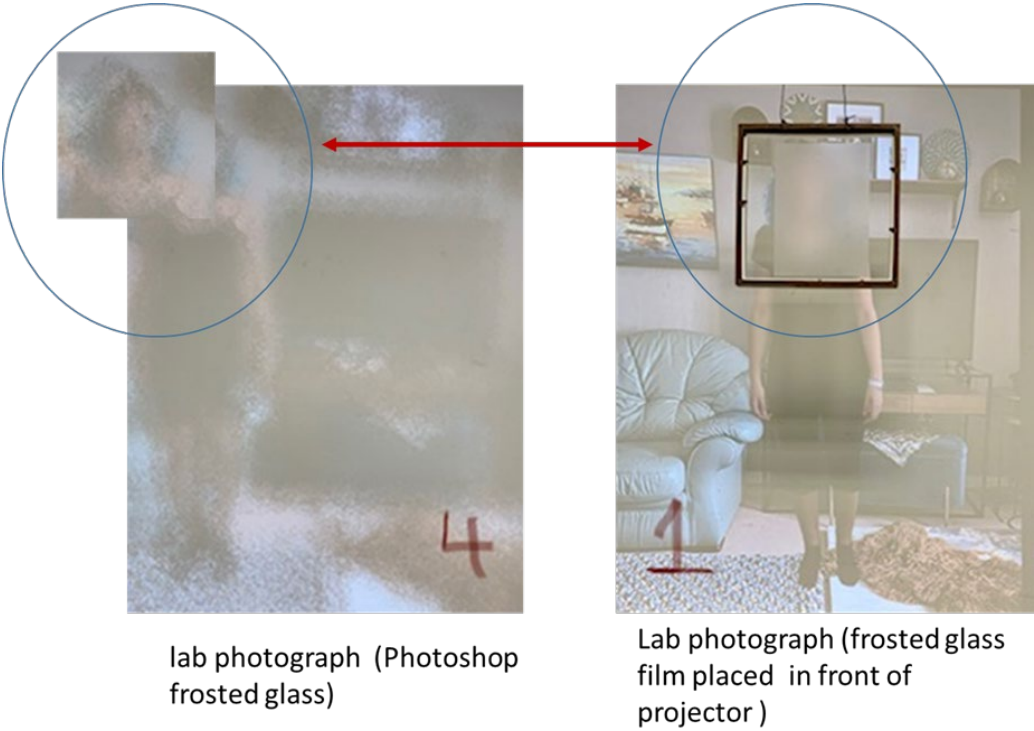 4
1
lab photograph (Photoshop
frosted glass)
Lab photograph (frosted glass
film placed in front of
projector )